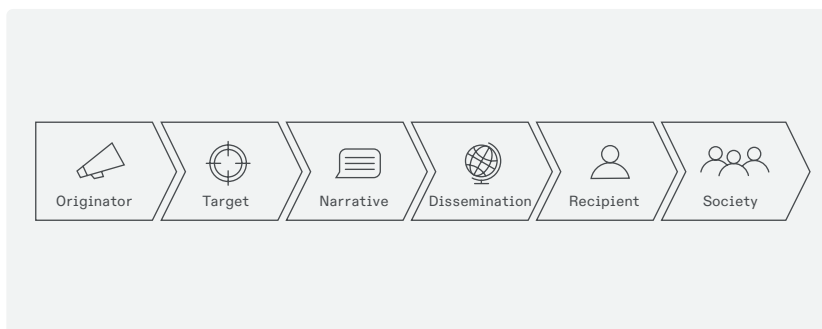 Originator
Target
Narrative
Dissemination
Recipient
Society